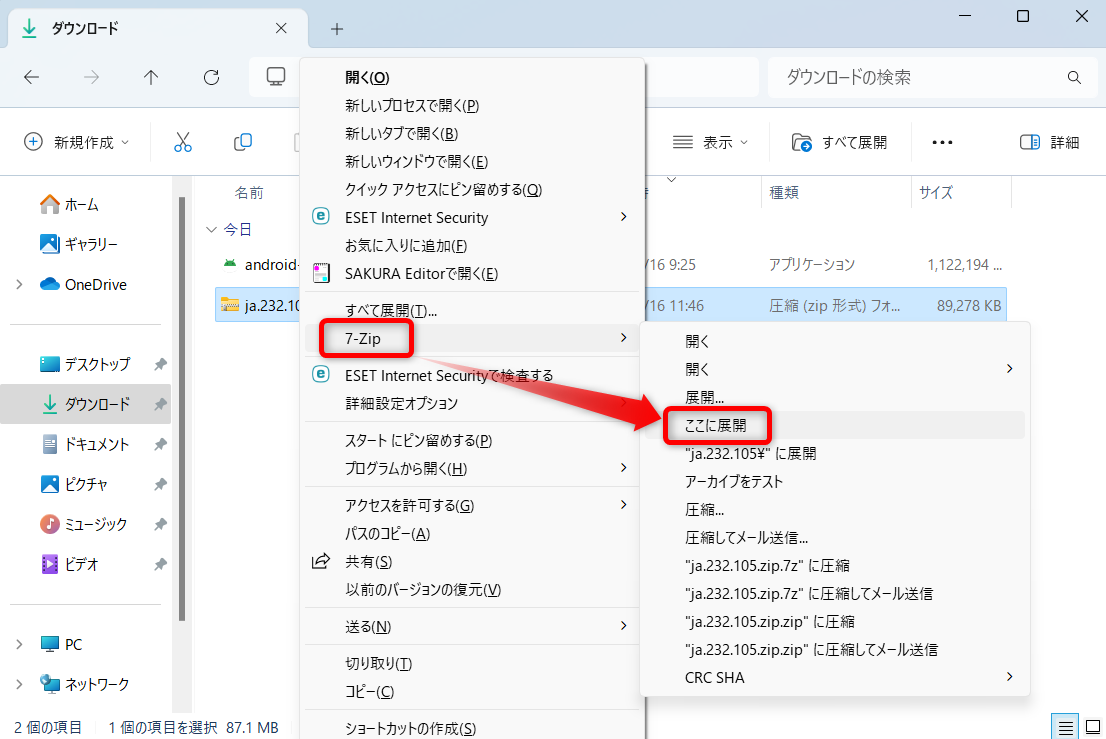 ダウンロード
ダウンロードの検索
新規作成
表示
すべて展開
詳細
ホーム
ギャラリー
OneDrive
デスクトップ
ダウンロード
ドキュメント
ピクチャ
ミュージック
ビデオ
PC
ネットワーク
名前
種類
サイズ
今日
android-
/16 9:25
アプリケーション
1,122,194 ...
ja.232.10
/16 11:46
圧縮 (zip 形式) フォ...
89,278 KB
開く(O)
新しいプロセスで開く(P)
新しいタブで開く(B)
新しいウィンドウで開く(E)
クイック アクセスにピン留めする(Q)
ESET Internet Security
お気に入りに追加(F)
SAKURA Editorで開く(E)
すべて展開(T)...
7-Zip
ESET Internet Securityで検査する
詳細設定オプション
スタート にピン留めする(P)
プログラムから開く(H)
アクセスを許可する(G)
パスのコピー(A)
共有(S)
以前のバージョンの復元(V)
送る(N)
切り取り(T)
コピー(C)
ショートカットの作成(S)
開く
開く
展開...
ここに展開
"ja.232.105¥" に展開
アーカイブをテスト
圧縮...
圧縮してメール送信...
"ja.232.105.zip.7z" に圧縮
"ja.232.105.zip.7z" に圧縮してメール送信
"ja.232.105.zip.zip" に圧縮
"ja.232.105.zip.zip" に圧縮してメール送信
CRC SHA
2 個の項目
1 個の項目を選択 87.1 MB